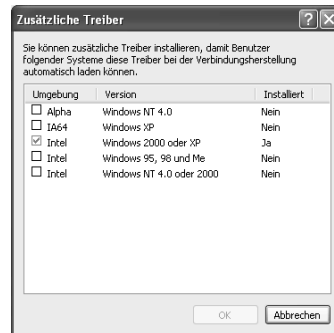 Zusätzliche Treiber
Sie können zusätzliche Treiber installieren, damit Benutzer
folgender Systeme diese Treiber bei der Verbindungsherstellung
automatisch laden können.
Umgebung Version Installiert
Alpha Windows NT 4.0 Nein
IA64 Windows XP Nein
Intel Windows 2000 oder XP Ja
Intel Windows 95, 98 und Me Nein
Intel Windows NT 4.0 oder 2000 Nein
OK Abbrechen